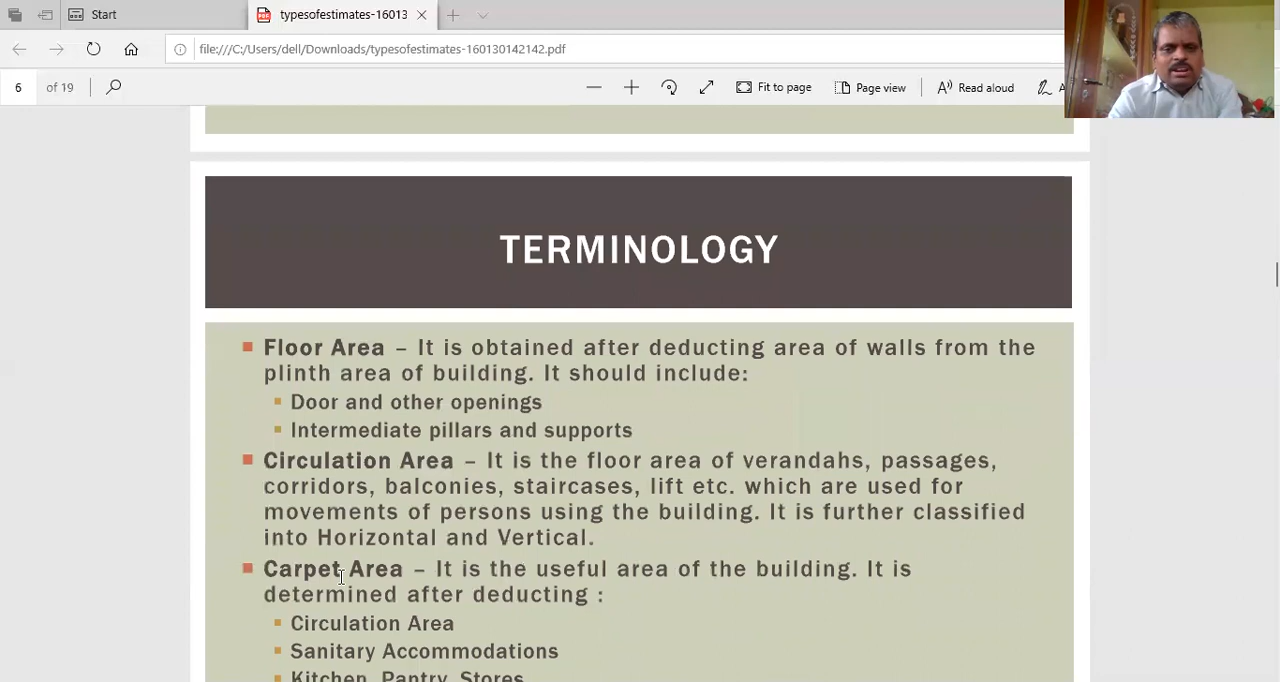 Start
typesofestimates-16013
file:///C:/Users/dell/Downloads/typesofestimates-160130142142.pdf
6 of 19
Fit to page
Page view
Read aloud
TERMINOLOGY
Floor Area – It is obtained after deducting area of walls from the
plinth area of building. It should include:
Door and other openings
Intermediate pillars and supports
Circulation Area – It is the floor area of verandahs, passages,
corridors, balconies, staircases, lift etc. which are used for
movements of persons using the building. It is further classified
into Horizontal and Vertical.
Carpet Area – It is the useful area of the building. It is
determined after deducting :
Circulation Area
Sanitary Accommodations
Kitchen, Pantry, Stores